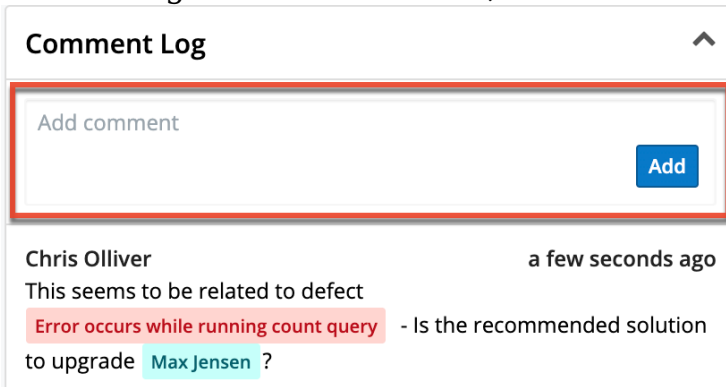 Comment Log
Add comment
Add
Chris Olliver a few seconds ago
This seems to be related to defect
Error occurs while running count query - Is the recommended solution
to upgrade Max Jensen ?